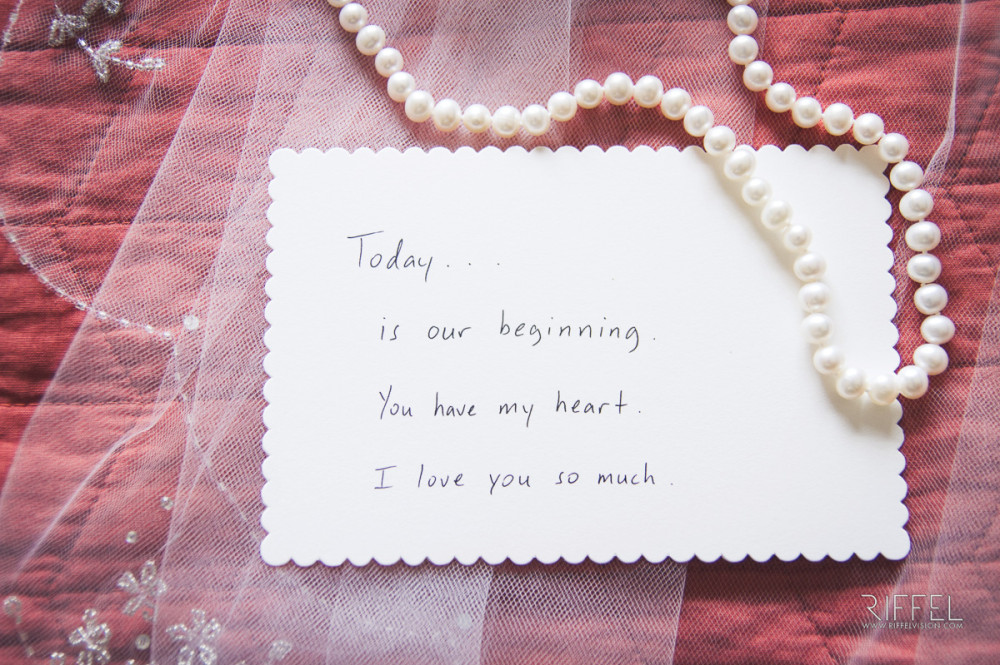 Today...
is our beginning.
You have my heart.
I love you so much.
RIFFEL
WWW.RIFFELVISION.COM